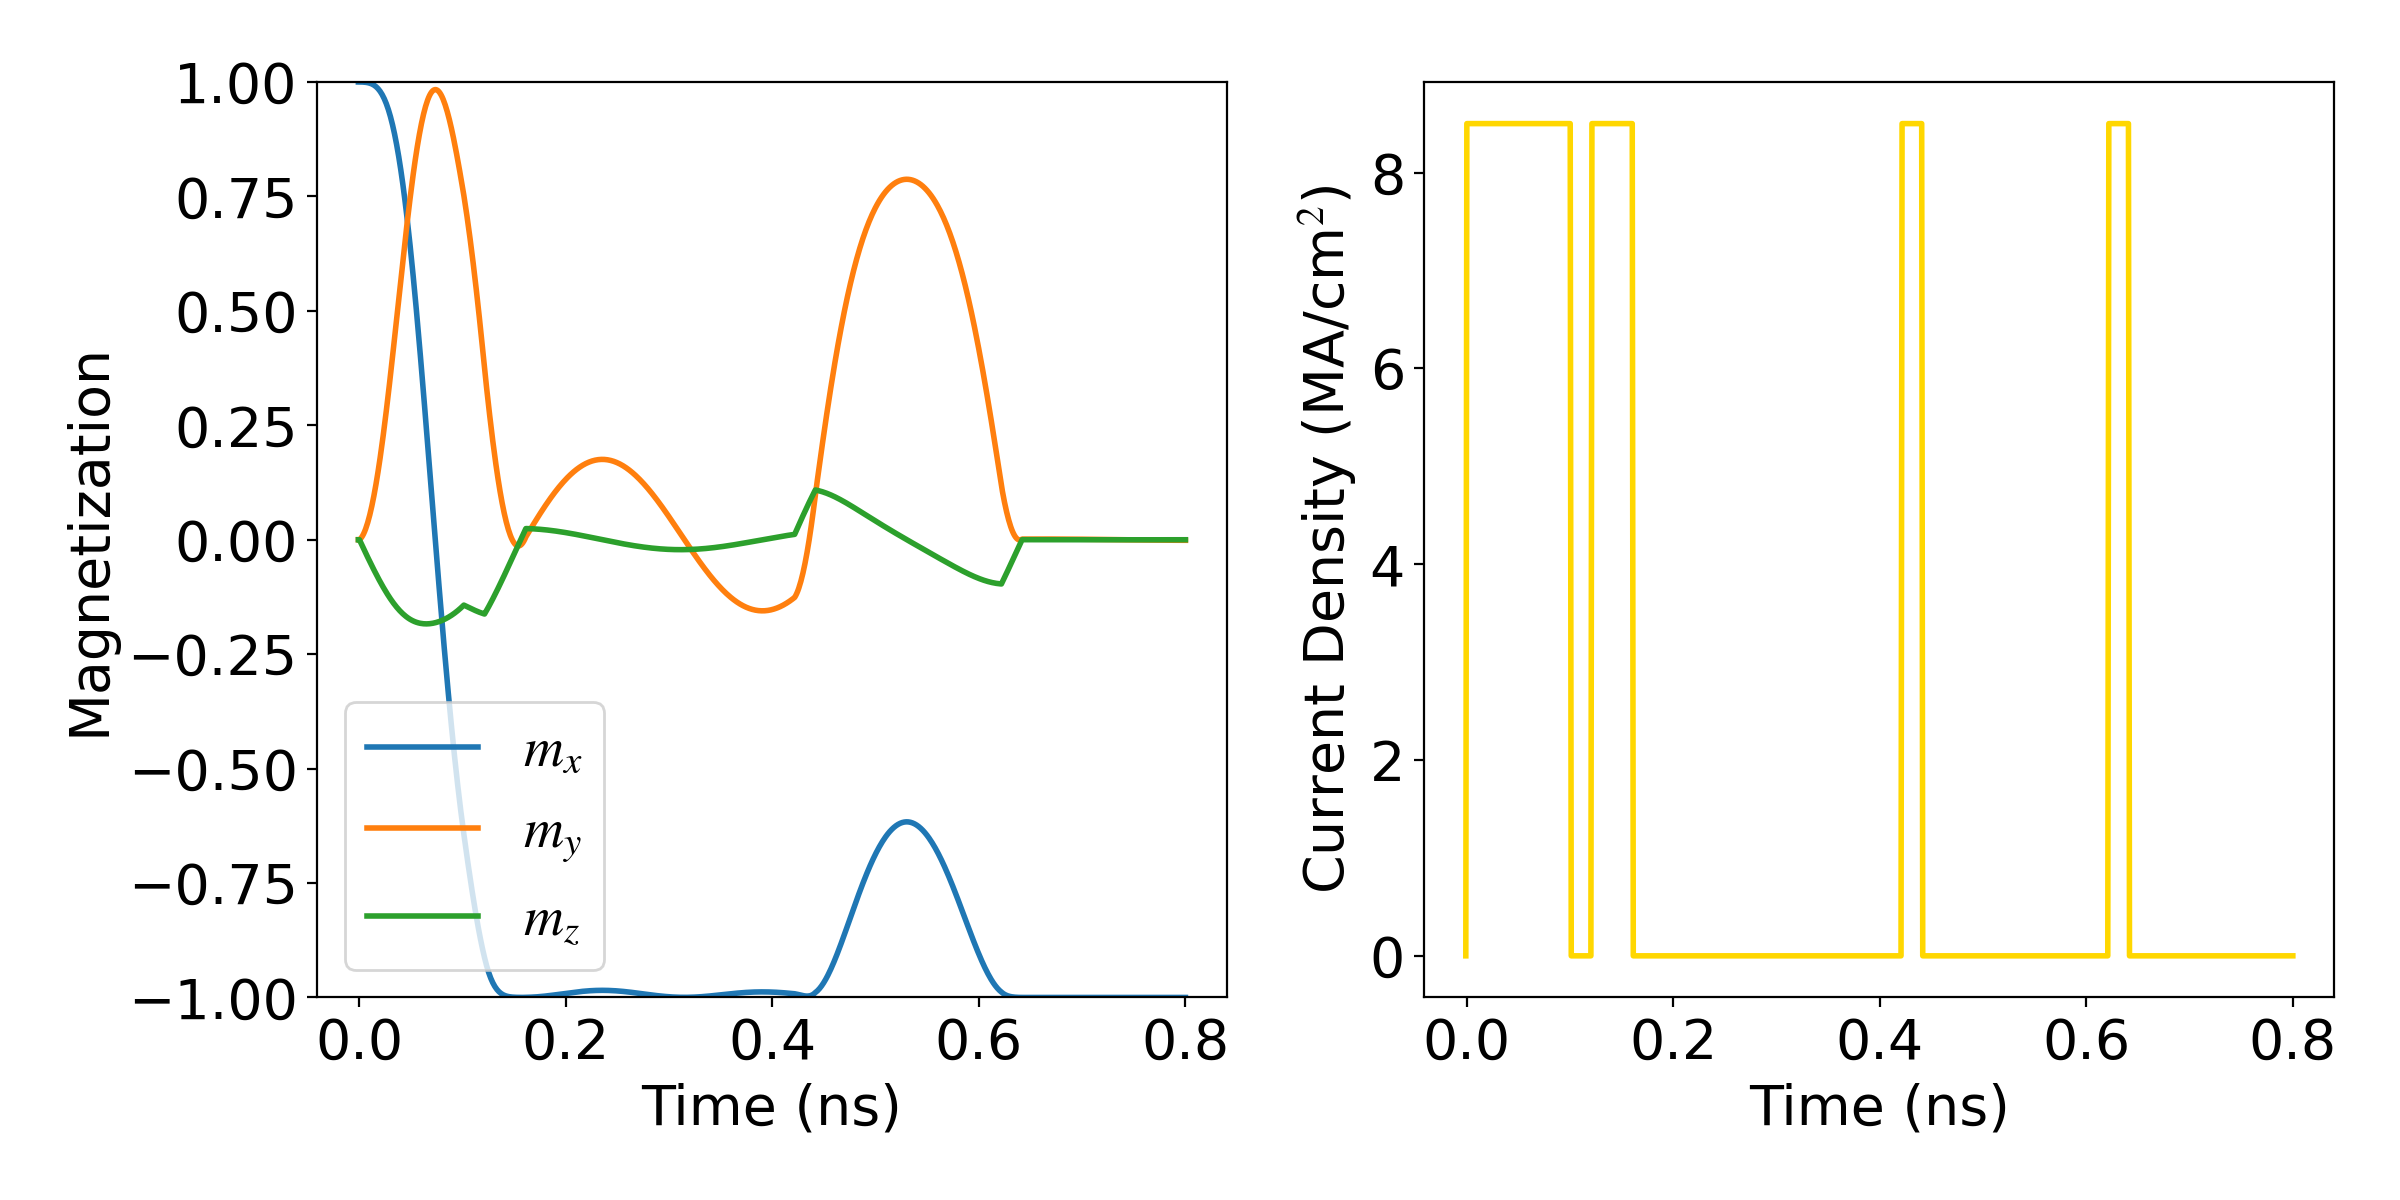 1.00
0.75
0.50
0.25
0.00
−0.25
−0.50
−0.75
−1.00
Magnetization
m_x
m_y
m_z
0.0 0.2 0.4 0.6 0.8
Time (ns)
8
6
4
2
0
Current Density (MA/cm²)
0.0 0.2 0.4 0.6 0.8
Time (ns)